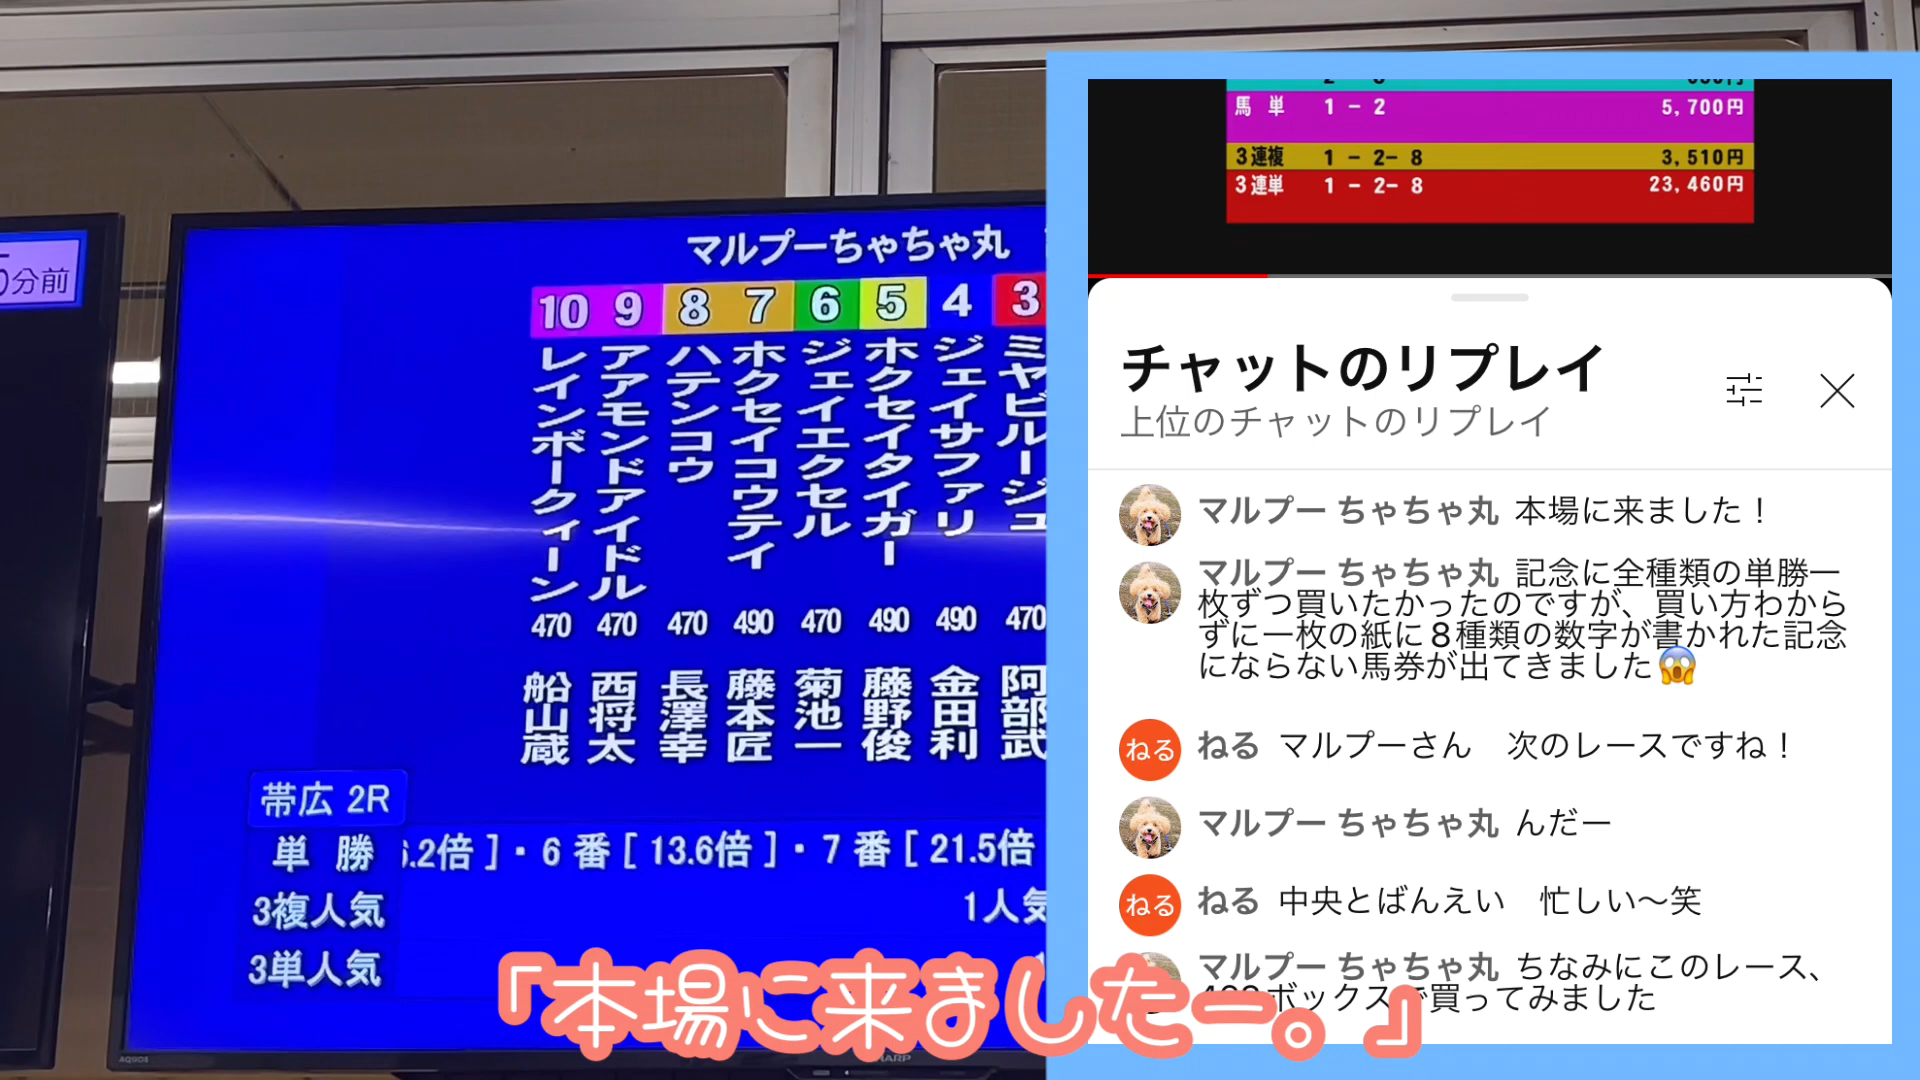 分前
マルプーちゃちゃ丸
10 9 8 7 6 5 4 3
レインボークィーン
アアモンドアイドル
ハテンコウ
ホクセイコウテイ
ジェイエクセル
ホクセイタイガー
ジェイサファリ
ミヤビルージュ
470 470 470 490 470 490 490 470
船山蔵
西将太
長澤幸
藤本匠
菊池一
藤野俊
金田利
阿部武
帯広 2R
単 勝 6.2倍 ]・6 番 [ 13.6倍 ]・7 番 [ 21.5倍
3複人気 1人気
3単人気
AQUOS
SHARP
馬 単 1 - 2 5,700円
3連複 1 - 2- 8 3,510円
3連単 1 - 2- 8 23,460円
チャットのリプレイ
上位のチャットのリプレイ
マルプー ちゃちゃ丸 本場に来ました！
マルプー ちゃちゃ丸 記念に全種類の単勝一
枚ずつ買いたかったのですが、買い方わから
ずに一枚の紙に８種類の数字が書かれた記念
にならない馬券が出てきました😱
ねる ねる マルプーさん　次のレースですね！
マルプー ちゃちゃ丸 んだー
ねる ねる 中央とばんえい　忙しい〜笑
マルプー ちゃちゃ丸 ちなみにこのレース、
ボックスで買ってみました
「本場に来ましたー。」